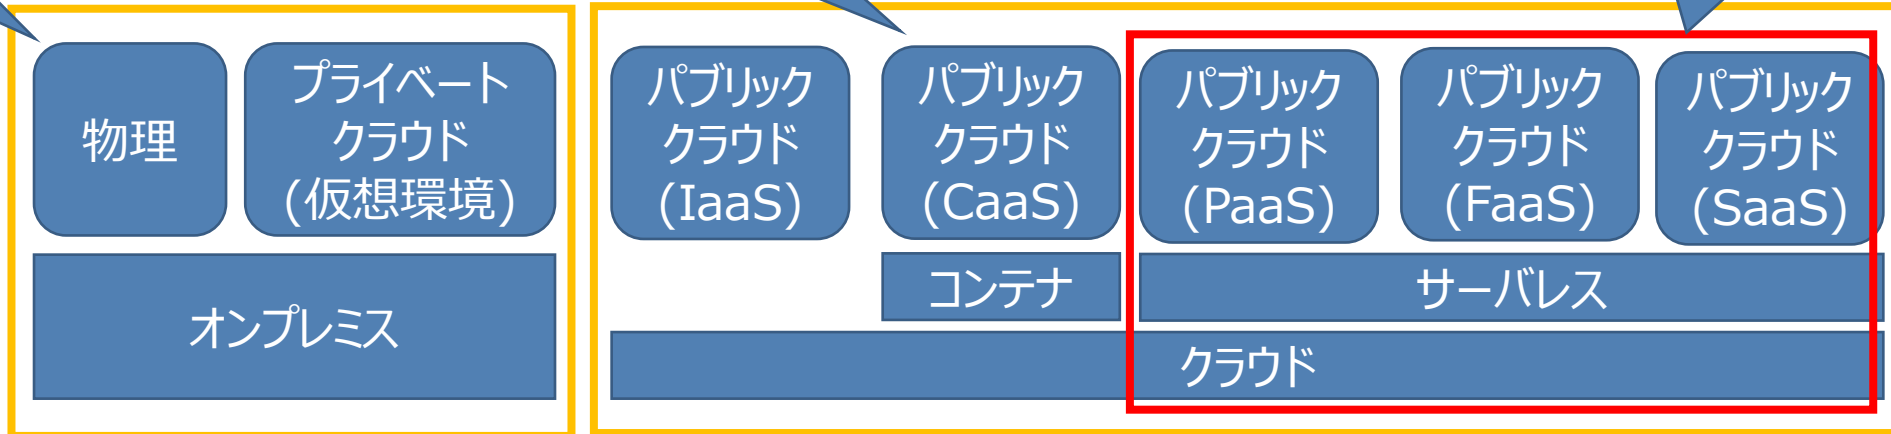 物理
プライベート
クラウド
(仮想環境)
オンプレミス
パブリック
クラウド
(IaaS)
パブリック
クラウド
(CaaS)
パブリック
クラウド
(PaaS)
パブリック
クラウド
(FaaS)
パブリック
クラウド
(SaaS)
コンテナ
サーバレス
クラウド